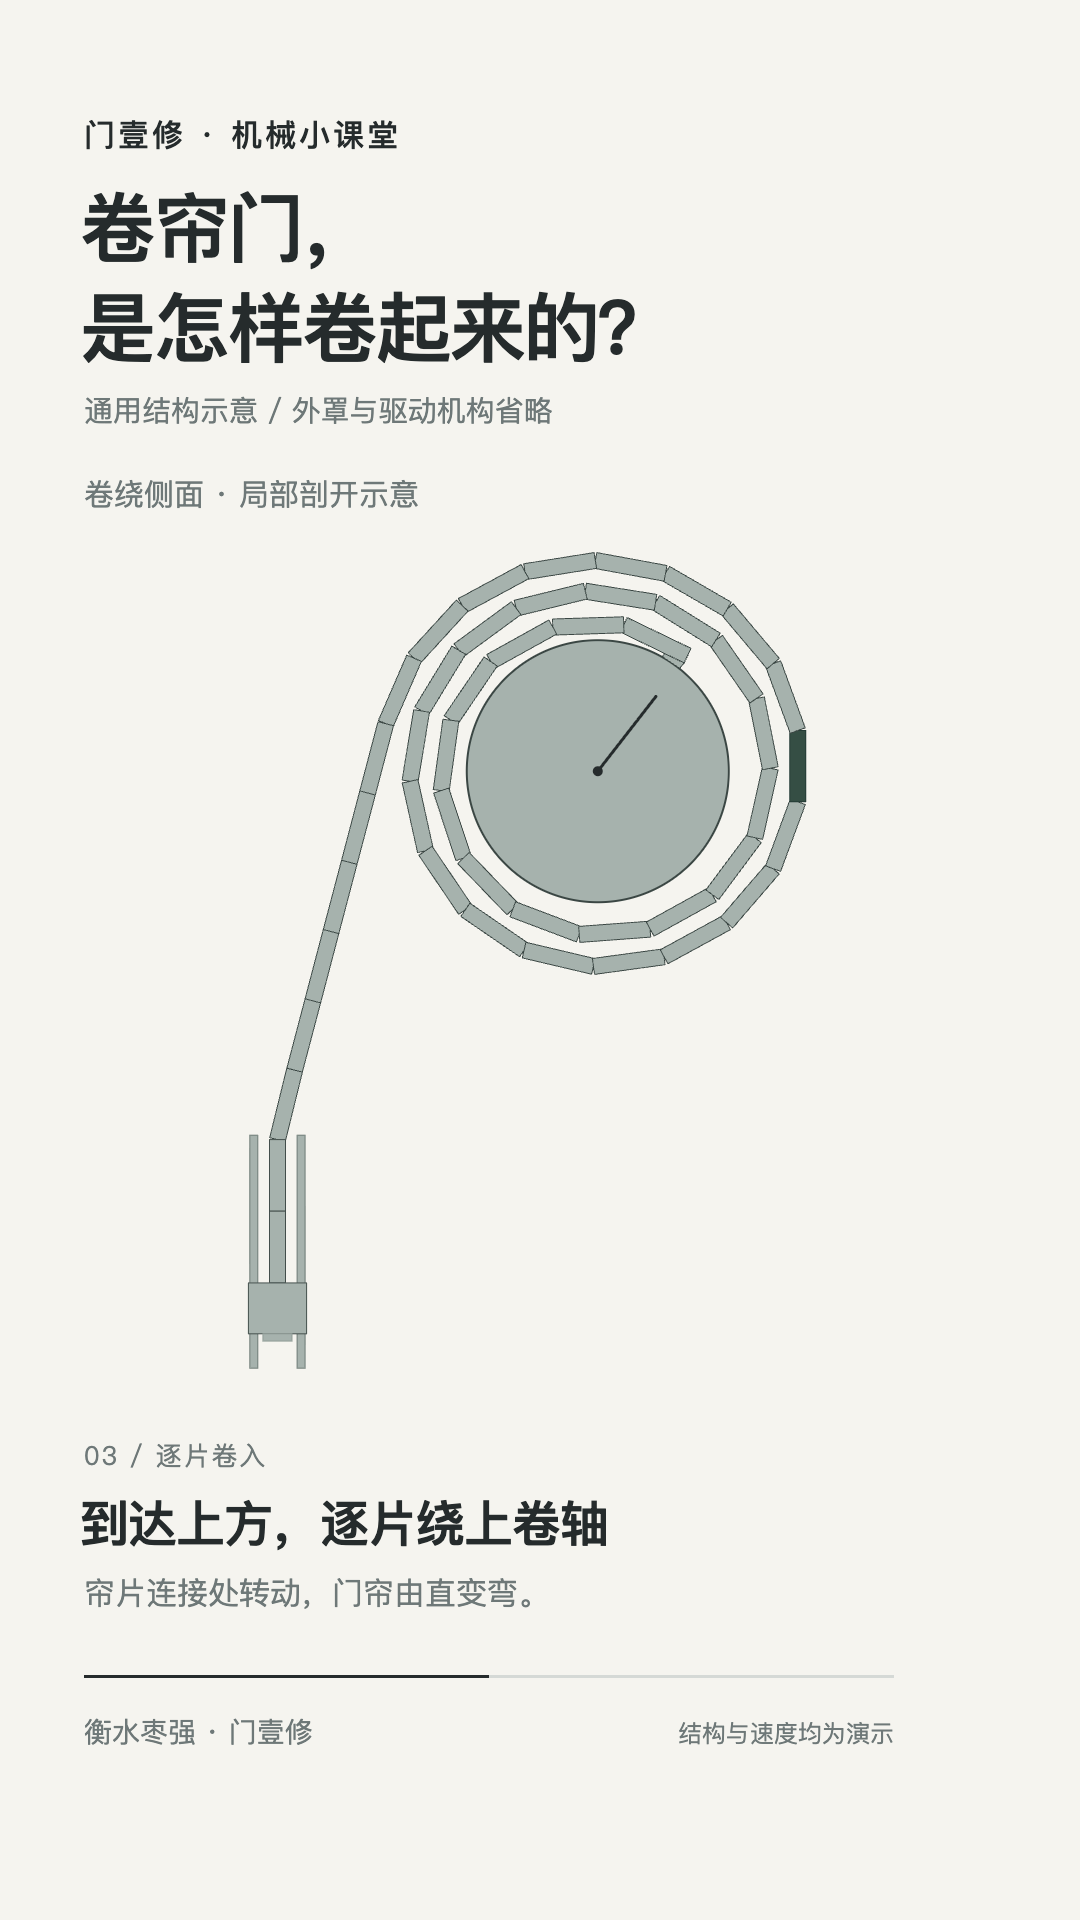 门壹修 · 机械小课堂
卷帘门，
是怎样卷起来的?
通用结构示意 / 外罩与驱动机构省略
卷绕侧面 · 局部剖开示意
03 / 逐片卷入
到达上方，逐片绕上卷轴
帘片连接处转动，门帘由直变弯。
衡水枣强 · 门壹修
结构与速度均为演示